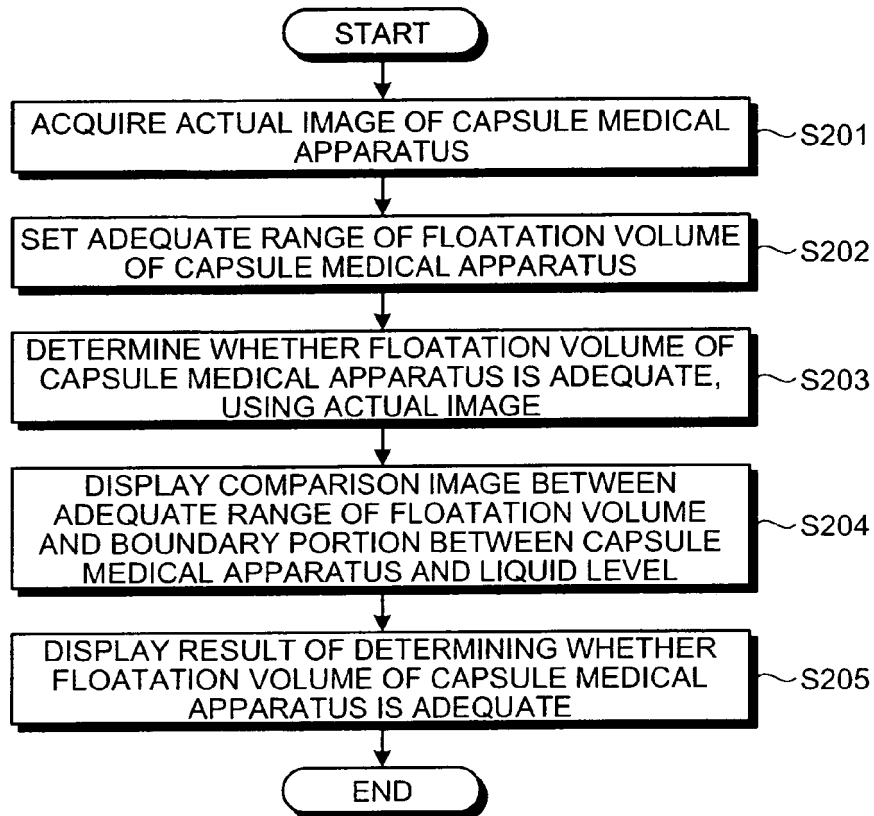 START
ACQUIRE ACTUAL IMAGE OF CAPSULE MEDICAL
APPARATUS
S201
SET ADEQUATE RANGE OF FLOATATION VOLUME
OF CAPSULE MEDICAL APPARATUS
S202
DETERMINE WHETHER FLOATATION VOLUME OF
CAPSULE MEDICAL APPARATUS IS ADEQUATE,
USING ACTUAL IMAGE
S203
DISPLAY COMPARISON IMAGE BETWEEN
ADEQUATE RANGE OF FLOATATION VOLUME
AND BOUNDARY PORTION BETWEEN CAPSULE
MEDICAL APPARATUS AND LIQUID LEVEL
S204
DISPLAY RESULT OF DETERMINING WHETHER
FLOATATION VOLUME OF CAPSULE MEDICAL
APPARATUS IS ADEQUATE
S205
END